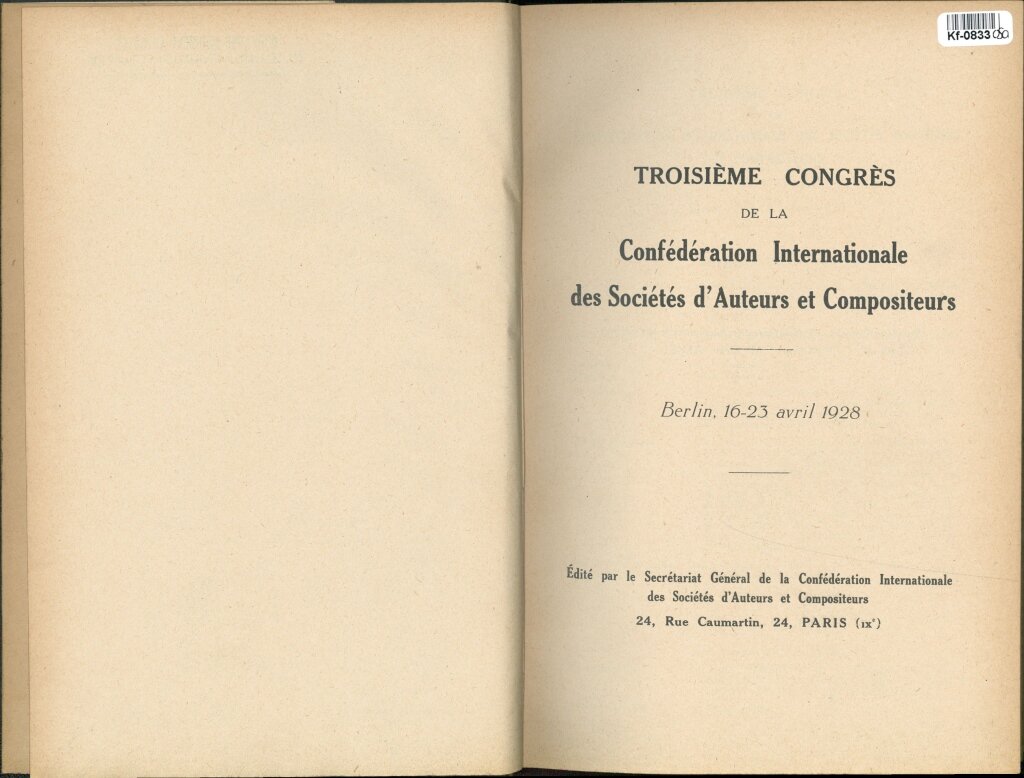 Kf-0833
TROISIÈME CONGRÈS
DE LA
Confédération Internationale
des Sociétés d'Auteurs et Compositeurs
Berlin, 16-23 avril 1928
Édité par le Secrétariat Général de la Confédération Internationale
des Sociétés d'Auteurs et Compositeurs
24, Rue Caumartin, 24, PARIS (IXe)